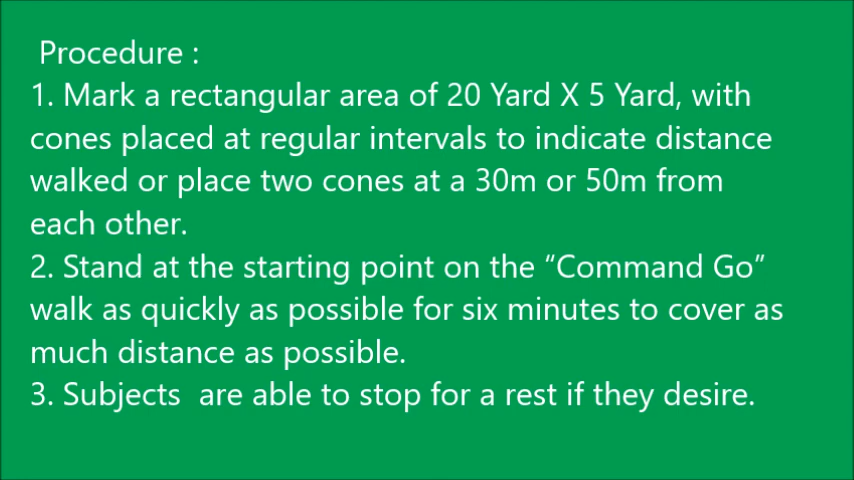 Procedure :
1. Mark a rectangular area of 20 Yard X 5 Yard, with
cones placed at regular intervals to indicate distance
walked or place two cones at a 30m or 50m from
each other.
2. Stand at the starting point on the “Command Go”
walk as quickly as possible for six minutes to cover as
much distance as possible.
3. Subjects  are able to stop for a rest if they desire.